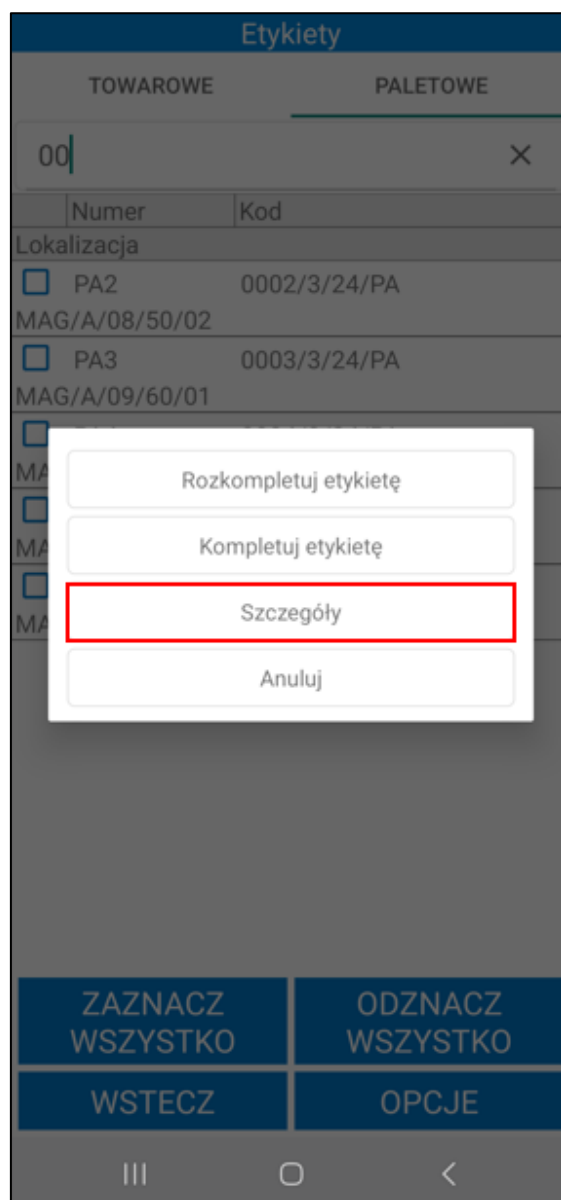 Etykiety
TOWAROWE PALETOWE
00
Numer Kod
Lokalizacja
PA2 0002/3/24/PA
MAG/A/08/50/02
PA3 0003/3/24/PA
MAG/A/09/60/01
Rozkompletuj etykietę
Kompletuj etykietę
Szczegóły
Anuluj
ZAZNACZ WSZYSTKO
ODZNACZ WSZYSTKO
WSTECZ OPCJE